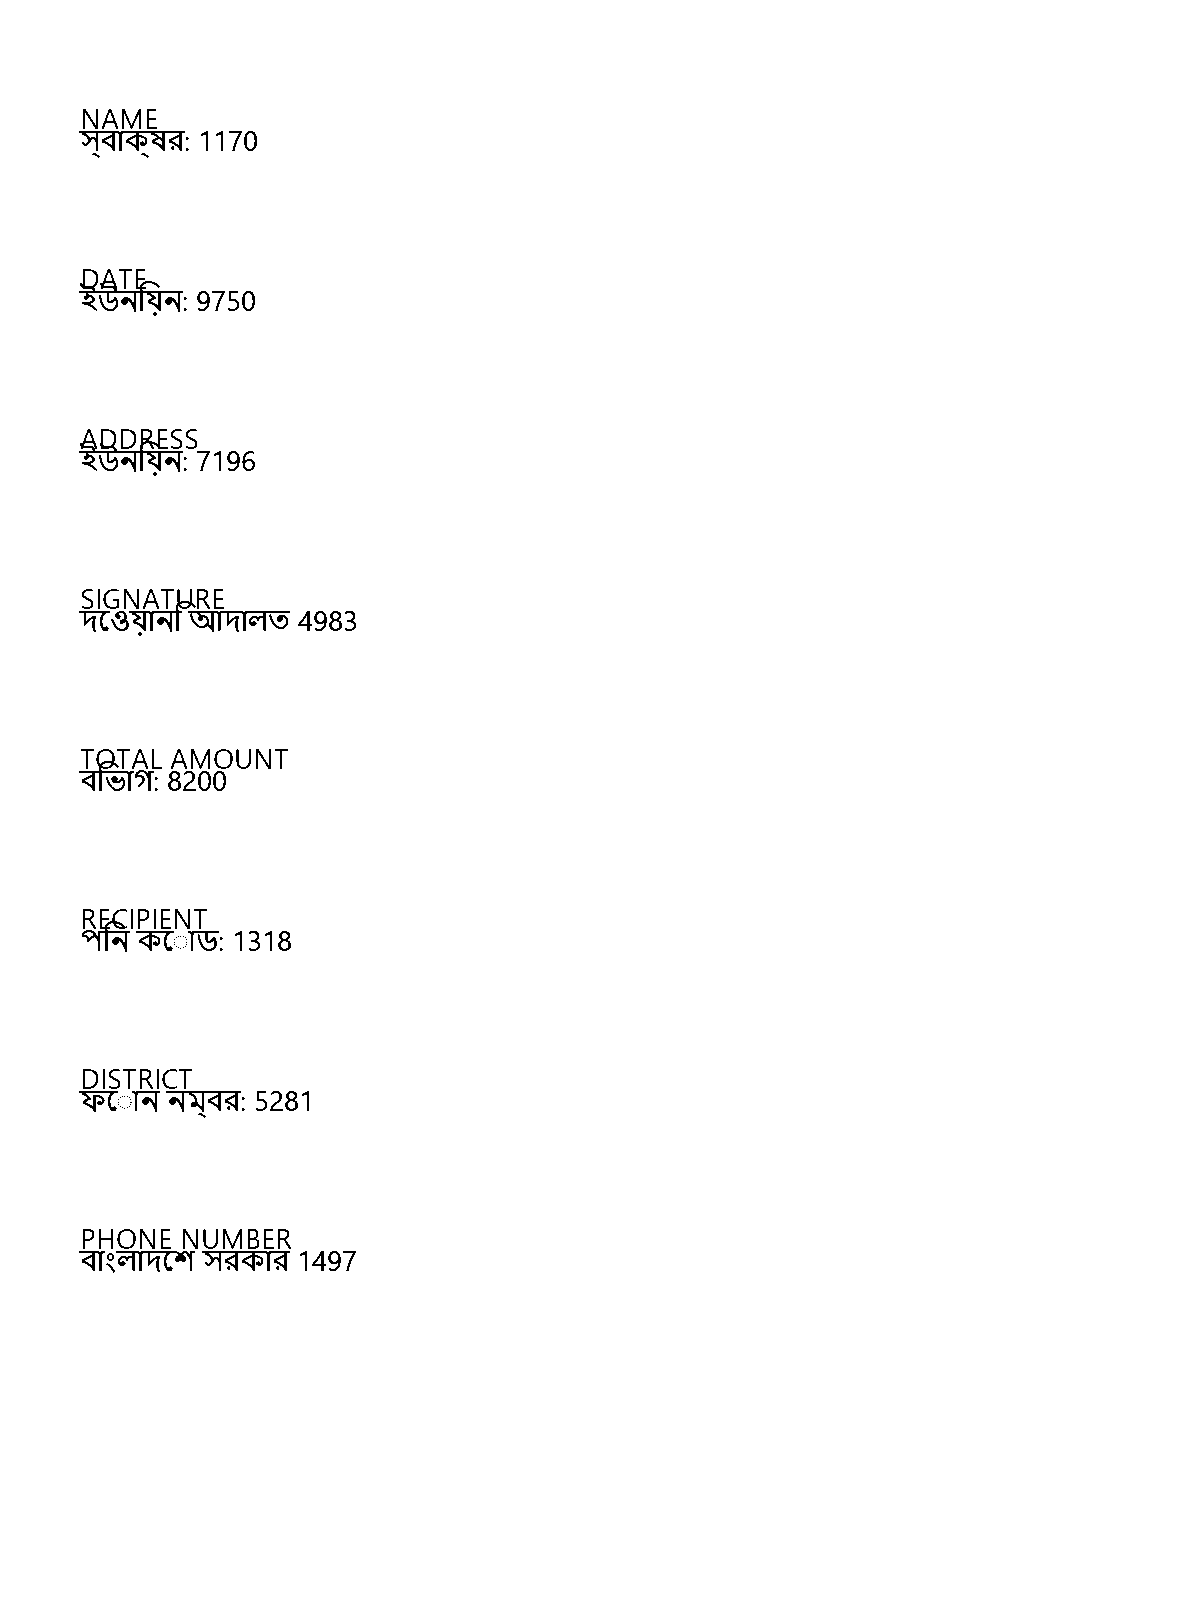 NAME
স্বাক্ষর: 1170
DATE
ইউনিয়ন: 9750
ADDRESS
ইউনিয়ন: 7196
SIGNATURE
দেওয়ানি আদালত 4983
TOTAL AMOUNT
বিভাগ: 8200
RECIPIENT
পিন কোড: 1318
DISTRICT
ফোন নম্বর: 5281
PHONE NUMBER
বাংলাদেশ সরকার 1497